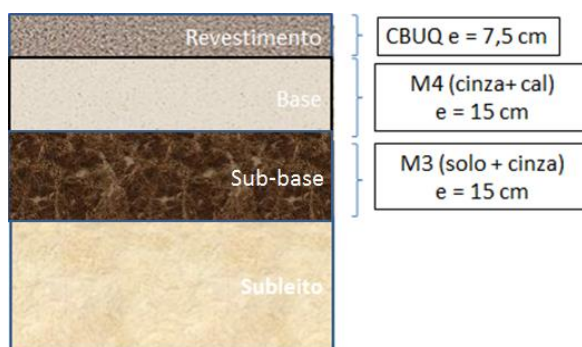 Revestimento
CBUQ e = 7,5 cm
Base
M4 (cinza+ cal)
e = 15 cm
Sub-base
M3 (solo + cinza)
e = 15 cm
Subleito